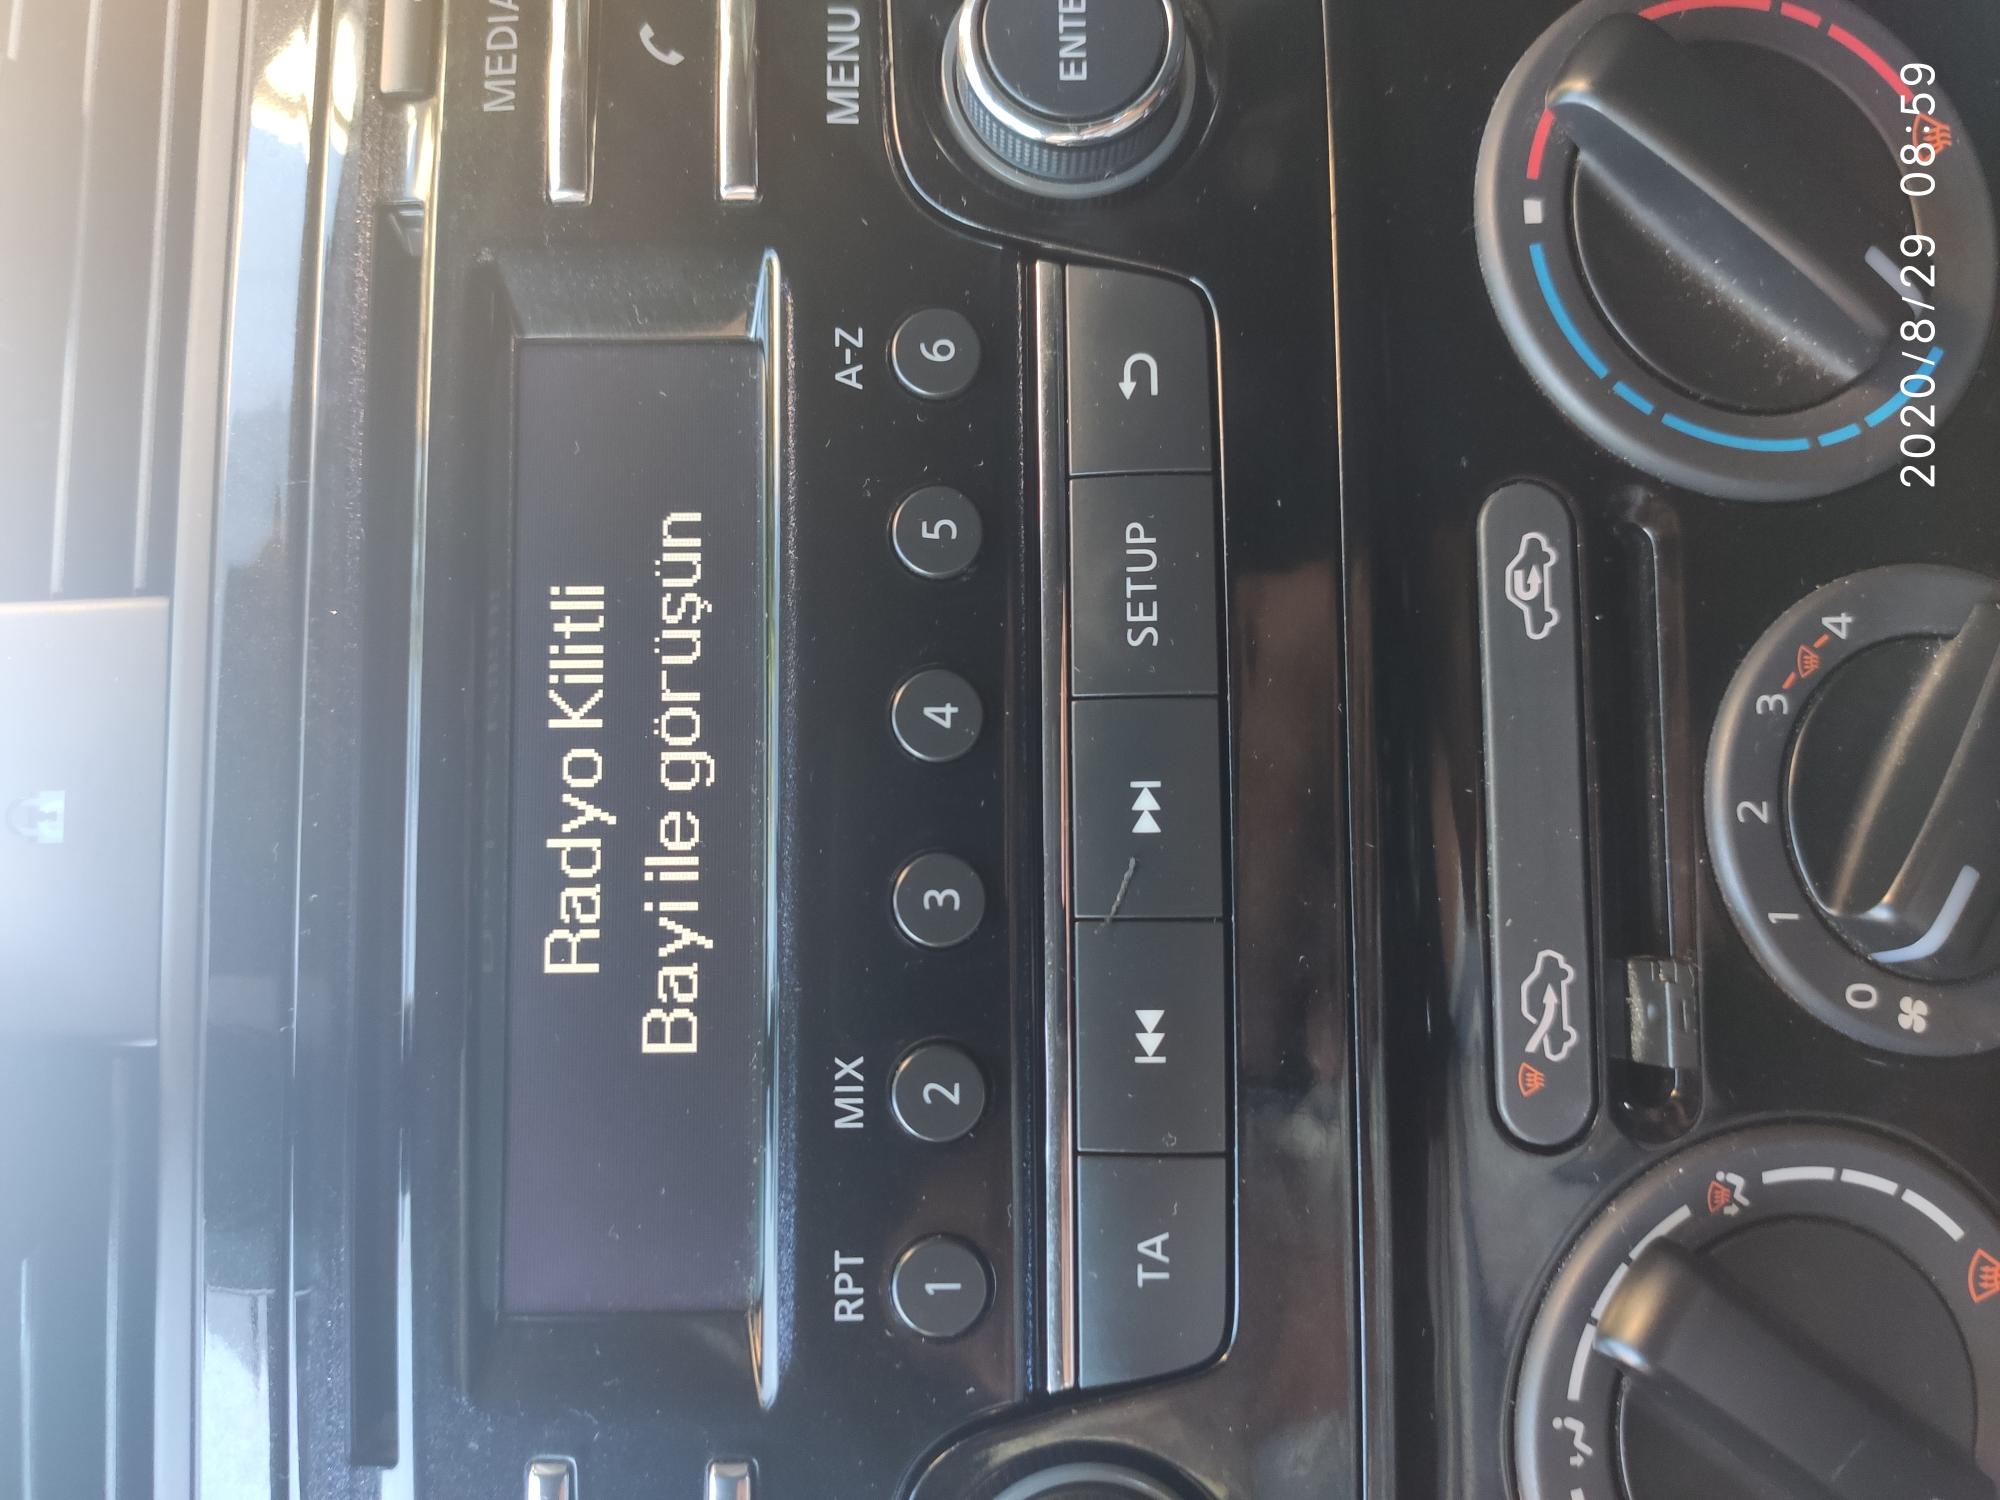 MEDIA
MENU
ENTE
Radyo Kilitli
Bayi ile görüşün
RPT MIX A-Z
1 2 3 4 5 6
TA SETUP
0 1 2 3 4
2020/8/29 08:59